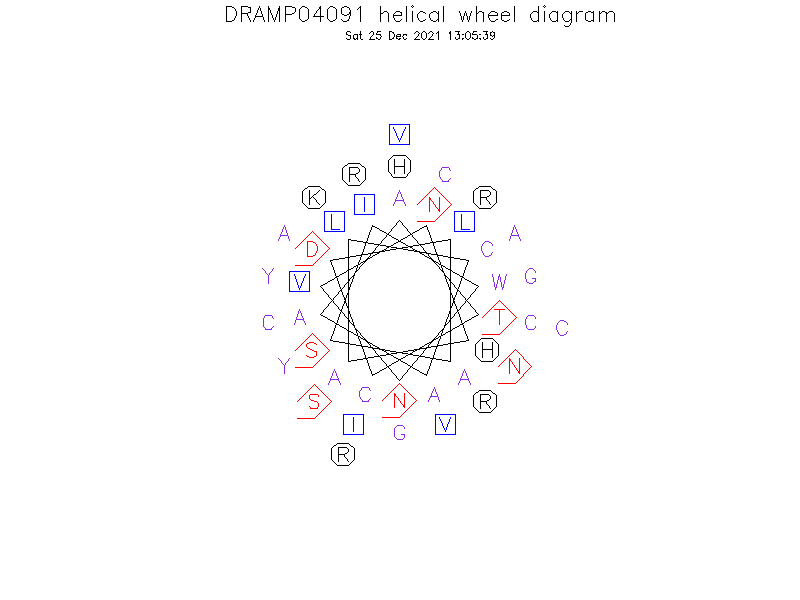 DRAMP04091 helical wheel diagram
Sat 25 Dec 2021 13:05:39
V
H
R C
K R
I A N
L L
A D C A
Y V W G
C A T C C
S H
Y A A N
S C N A R
I G V
R